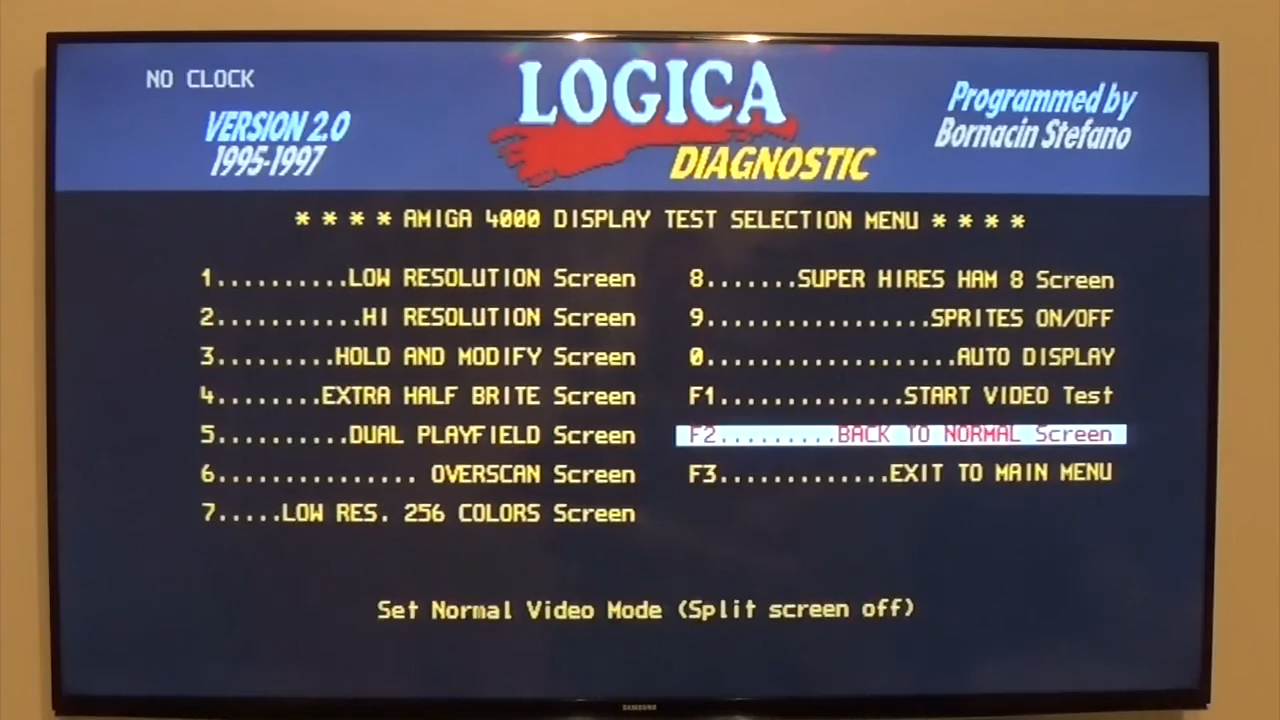 NO CLOCK
VERSION 2.0
1995-1997
LOGICA
DIAGNOSTIC
Programmed by
Bornacin Stefano
* * * * AMIGA 4000 DISPLAY TEST SELECTION MENU * * * *
1..........LOW RESOLUTION Screen
2...........HI RESOLUTION Screen
3.........HOLD AND MODIFY Screen
4........EXTRA HALF BRITE Screen
5..........DUAL PLAYFIELD Screen
6............... OVERSCAN Screen
7.....LOW RES. 256 COLORS Screen
8.......SUPER HIRES HAM 8 Screen
9.................SPRITES ON/OFF
0...................AUTO DISPLAY
F1..............START VIDEO Test
F2.........BACK TO NORMAL Screen
F3.............EXIT TO MAIN MENU
Set Normal Video Mode (Split screen off)
SAMSUNG